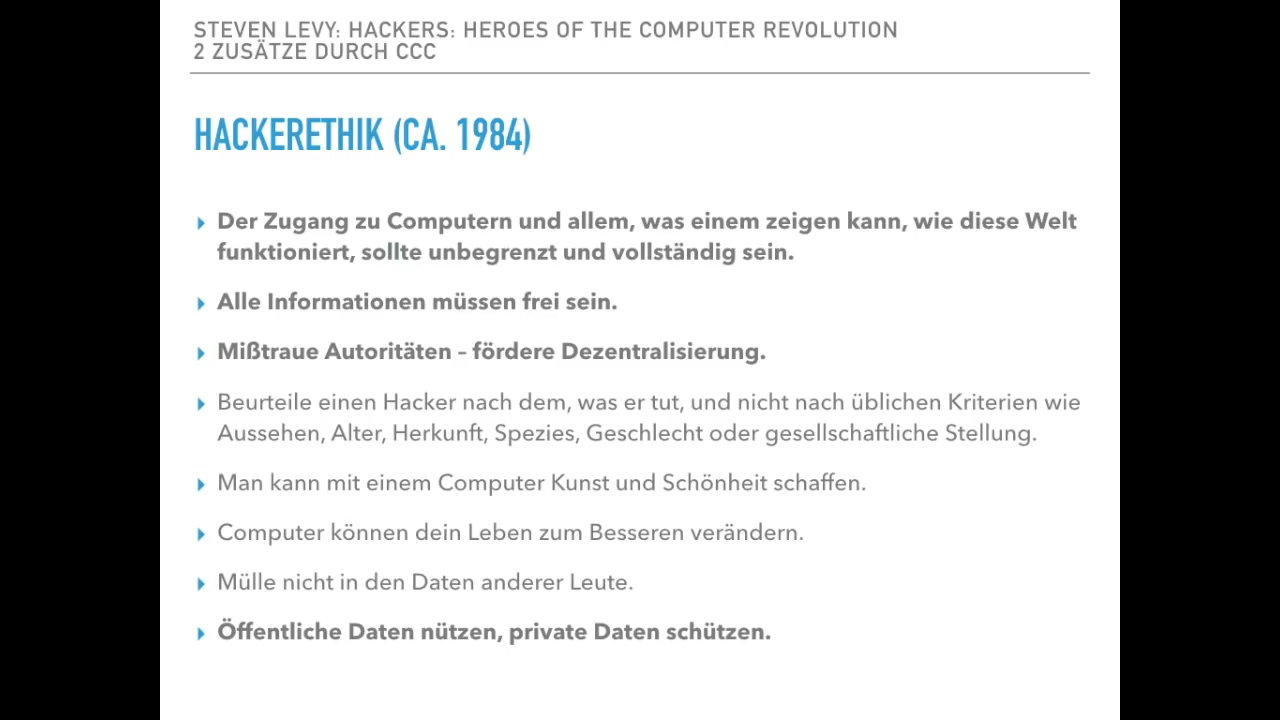 STEVEN LEVY: HACKERS: HEROES OF THE COMPUTER REVOLUTION
2 ZUSÄTZE DURCH CCC
HACKERETHIK (CA. 1984)
Der Zugang zu Computern und allem, was einem zeigen kann, wie diese Welt
funktioniert, sollte unbegrenzt und vollständig sein.
Alle Informationen müssen frei sein.
Mißtraue Autoritäten – fördere Dezentralisierung.
Beurteile einen Hacker nach dem, was er tut, und nicht nach üblichen Kriterien wie
Aussehen, Alter, Herkunft, Spezies, Geschlecht oder gesellschaftliche Stellung.
Man kann mit einem Computer Kunst und Schönheit schaffen.
Computer können dein Leben zum Besseren verändern.
Mülle nicht in den Daten anderer Leute.
Öffentliche Daten nützen, private Daten schützen.